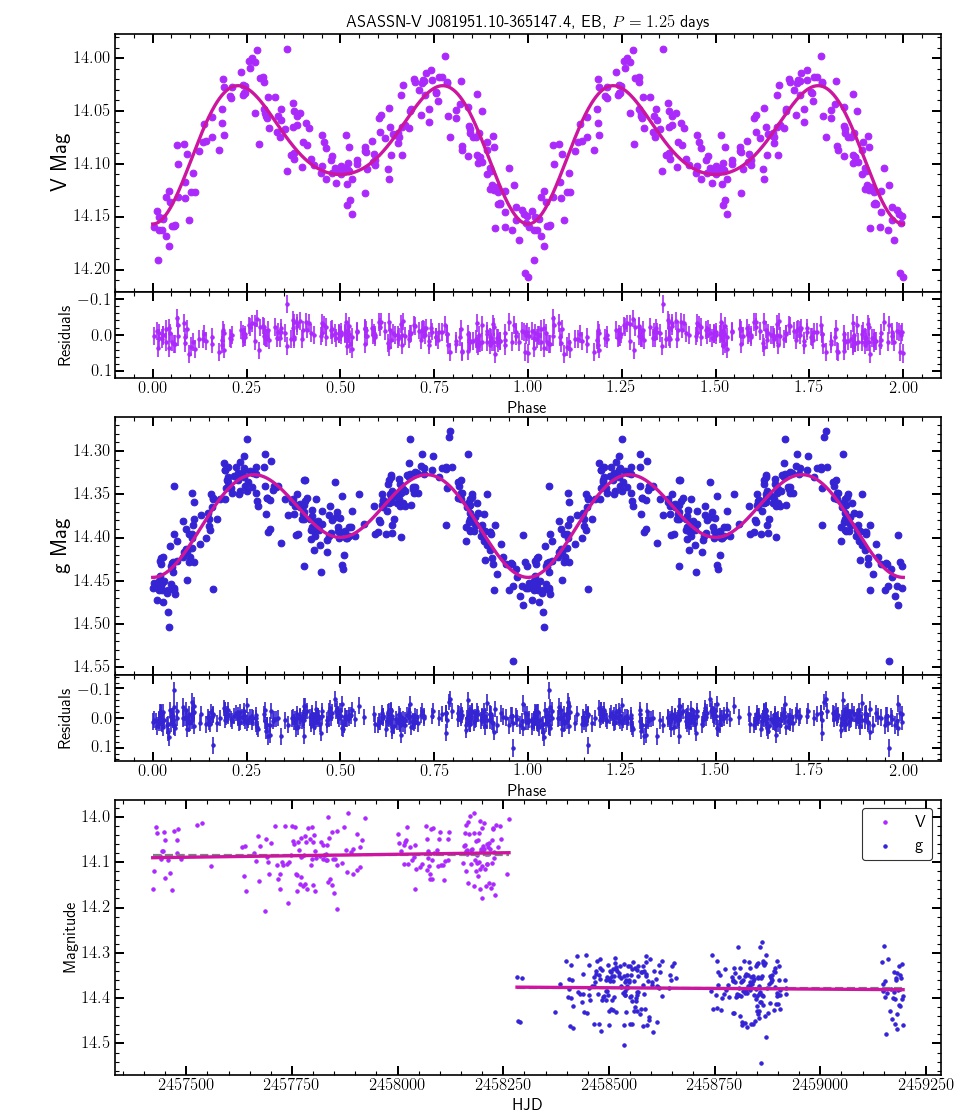 ASASSN-V J081951.10-365147.4, EB, P = 1.25 days
14.00
14.05
14.10
14.15
14.20
V Mag
−0.1
0.0
0.1
Residuals
0.00 0.25 0.50 0.75 1.00 1.25 1.50 1.75 2.00
Phase
14.30
14.35
14.40
14.45
14.50
14.55
g Mag
−0.1
0.0
0.1
Residuals
0.00 0.25 0.50 0.75 1.00 1.25 1.50 1.75 2.00
Phase
14.0
14.1
14.2
14.3
14.4
14.5
Magnitude
V
g
2457500 2457750 2458000 2458250 2458500 2458750 2459000 2459250
HJD